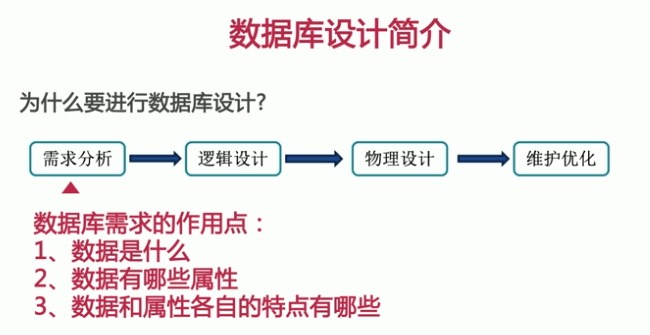 数据库设计简介
为什么要进行数据库设计?
需求分析 逻辑设计 物理设计 维护优化
数据库需求的作用点：
1、数据是什么
2、数据有哪些属性
3、数据和属性各自的特点有哪些